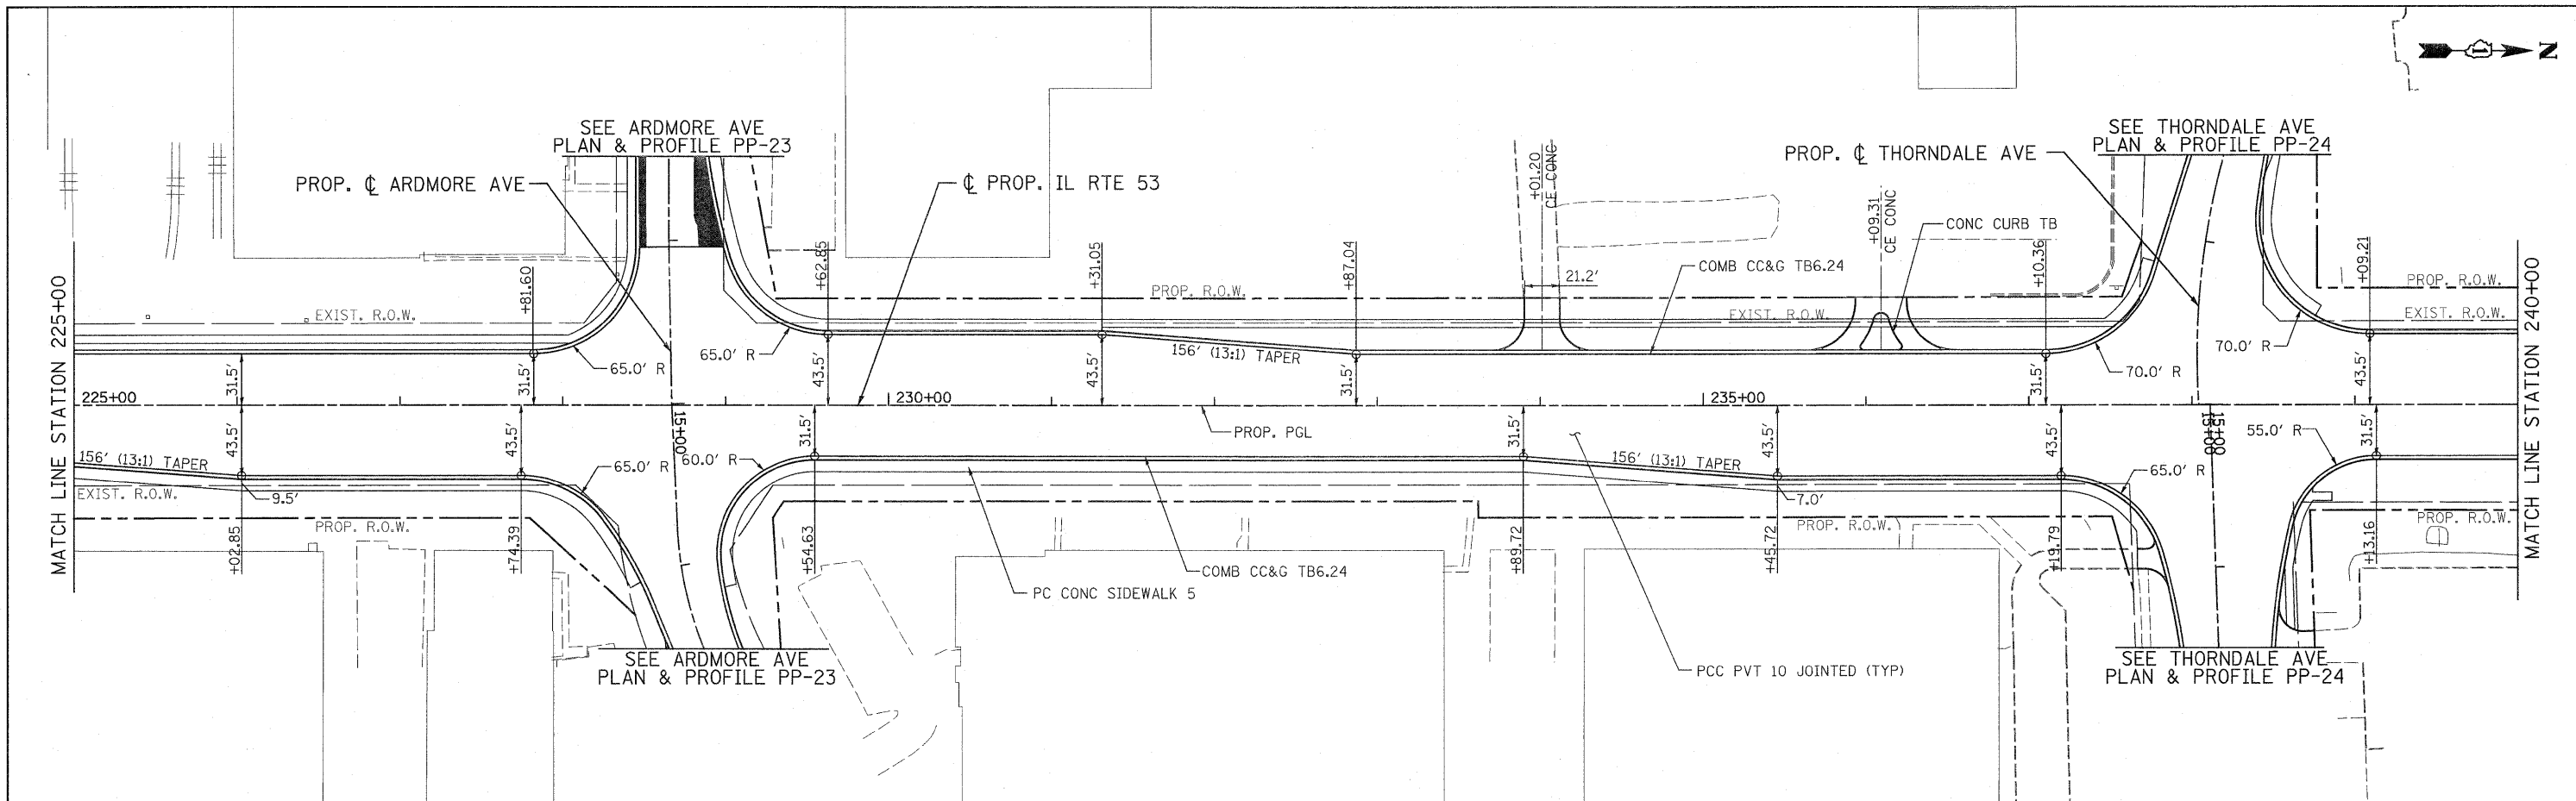 N
1
SEE ARDMORE AVE
PLAN & PROFILE PP-23
SEE THORNDALE AVE
PLAN & PROFILE PP-24
PROP. ℄ ARDMORE AVE
℄ PROP. IL RTE 53
PROP. ℄ THORNDALE AVE
+01.20
CE CONC
+09.31
CE CONC
CONC CURB TB
COMB CC&G TB6.24
21.2'
+81.60
+62.85
+31.05
+87.04
+10.36
+09.21
PROP. R.O.W.
PROP. R.O.W.
EXIST. R.O.W.
EXIST. R.O.W.
EXIST. R.O.W.
MATCH LINE STATION 225+00
MATCH LINE STATION 240+00
65.0' R
65.0' R
156' (13:1) TAPER
70.0' R
70.0' R
31.5'
31.5'
43.5'
43.5'
31.5'
31.5'
43.5'
225+00
230+00
235+00
15+00
15+00
15+00
PROP. PGL
43.5'
43.5'
31.5'
31.5'
43.5'
43.5'
31.5'
156' (13:1) TAPER
65.0' R
60.0' R
156' (13:1) TAPER
65.0' R
55.0' R
EXIST. R.O.W.
9.5'
7.0'
PROP. R.O.W.
PROP. R.O.W.
PROP. R.O.W.
+02.85
+74.39
+54.63
+89.72
+45.72
+19.79
+13.16
COMB CC&G TB6.24
PC CONC SIDEWALK 5
PCC PVT 10 JOINTED (TYP)
SEE ARDMORE AVE
PLAN & PROFILE PP-23
SEE THORNDALE AVE
PLAN & PROFILE PP-24